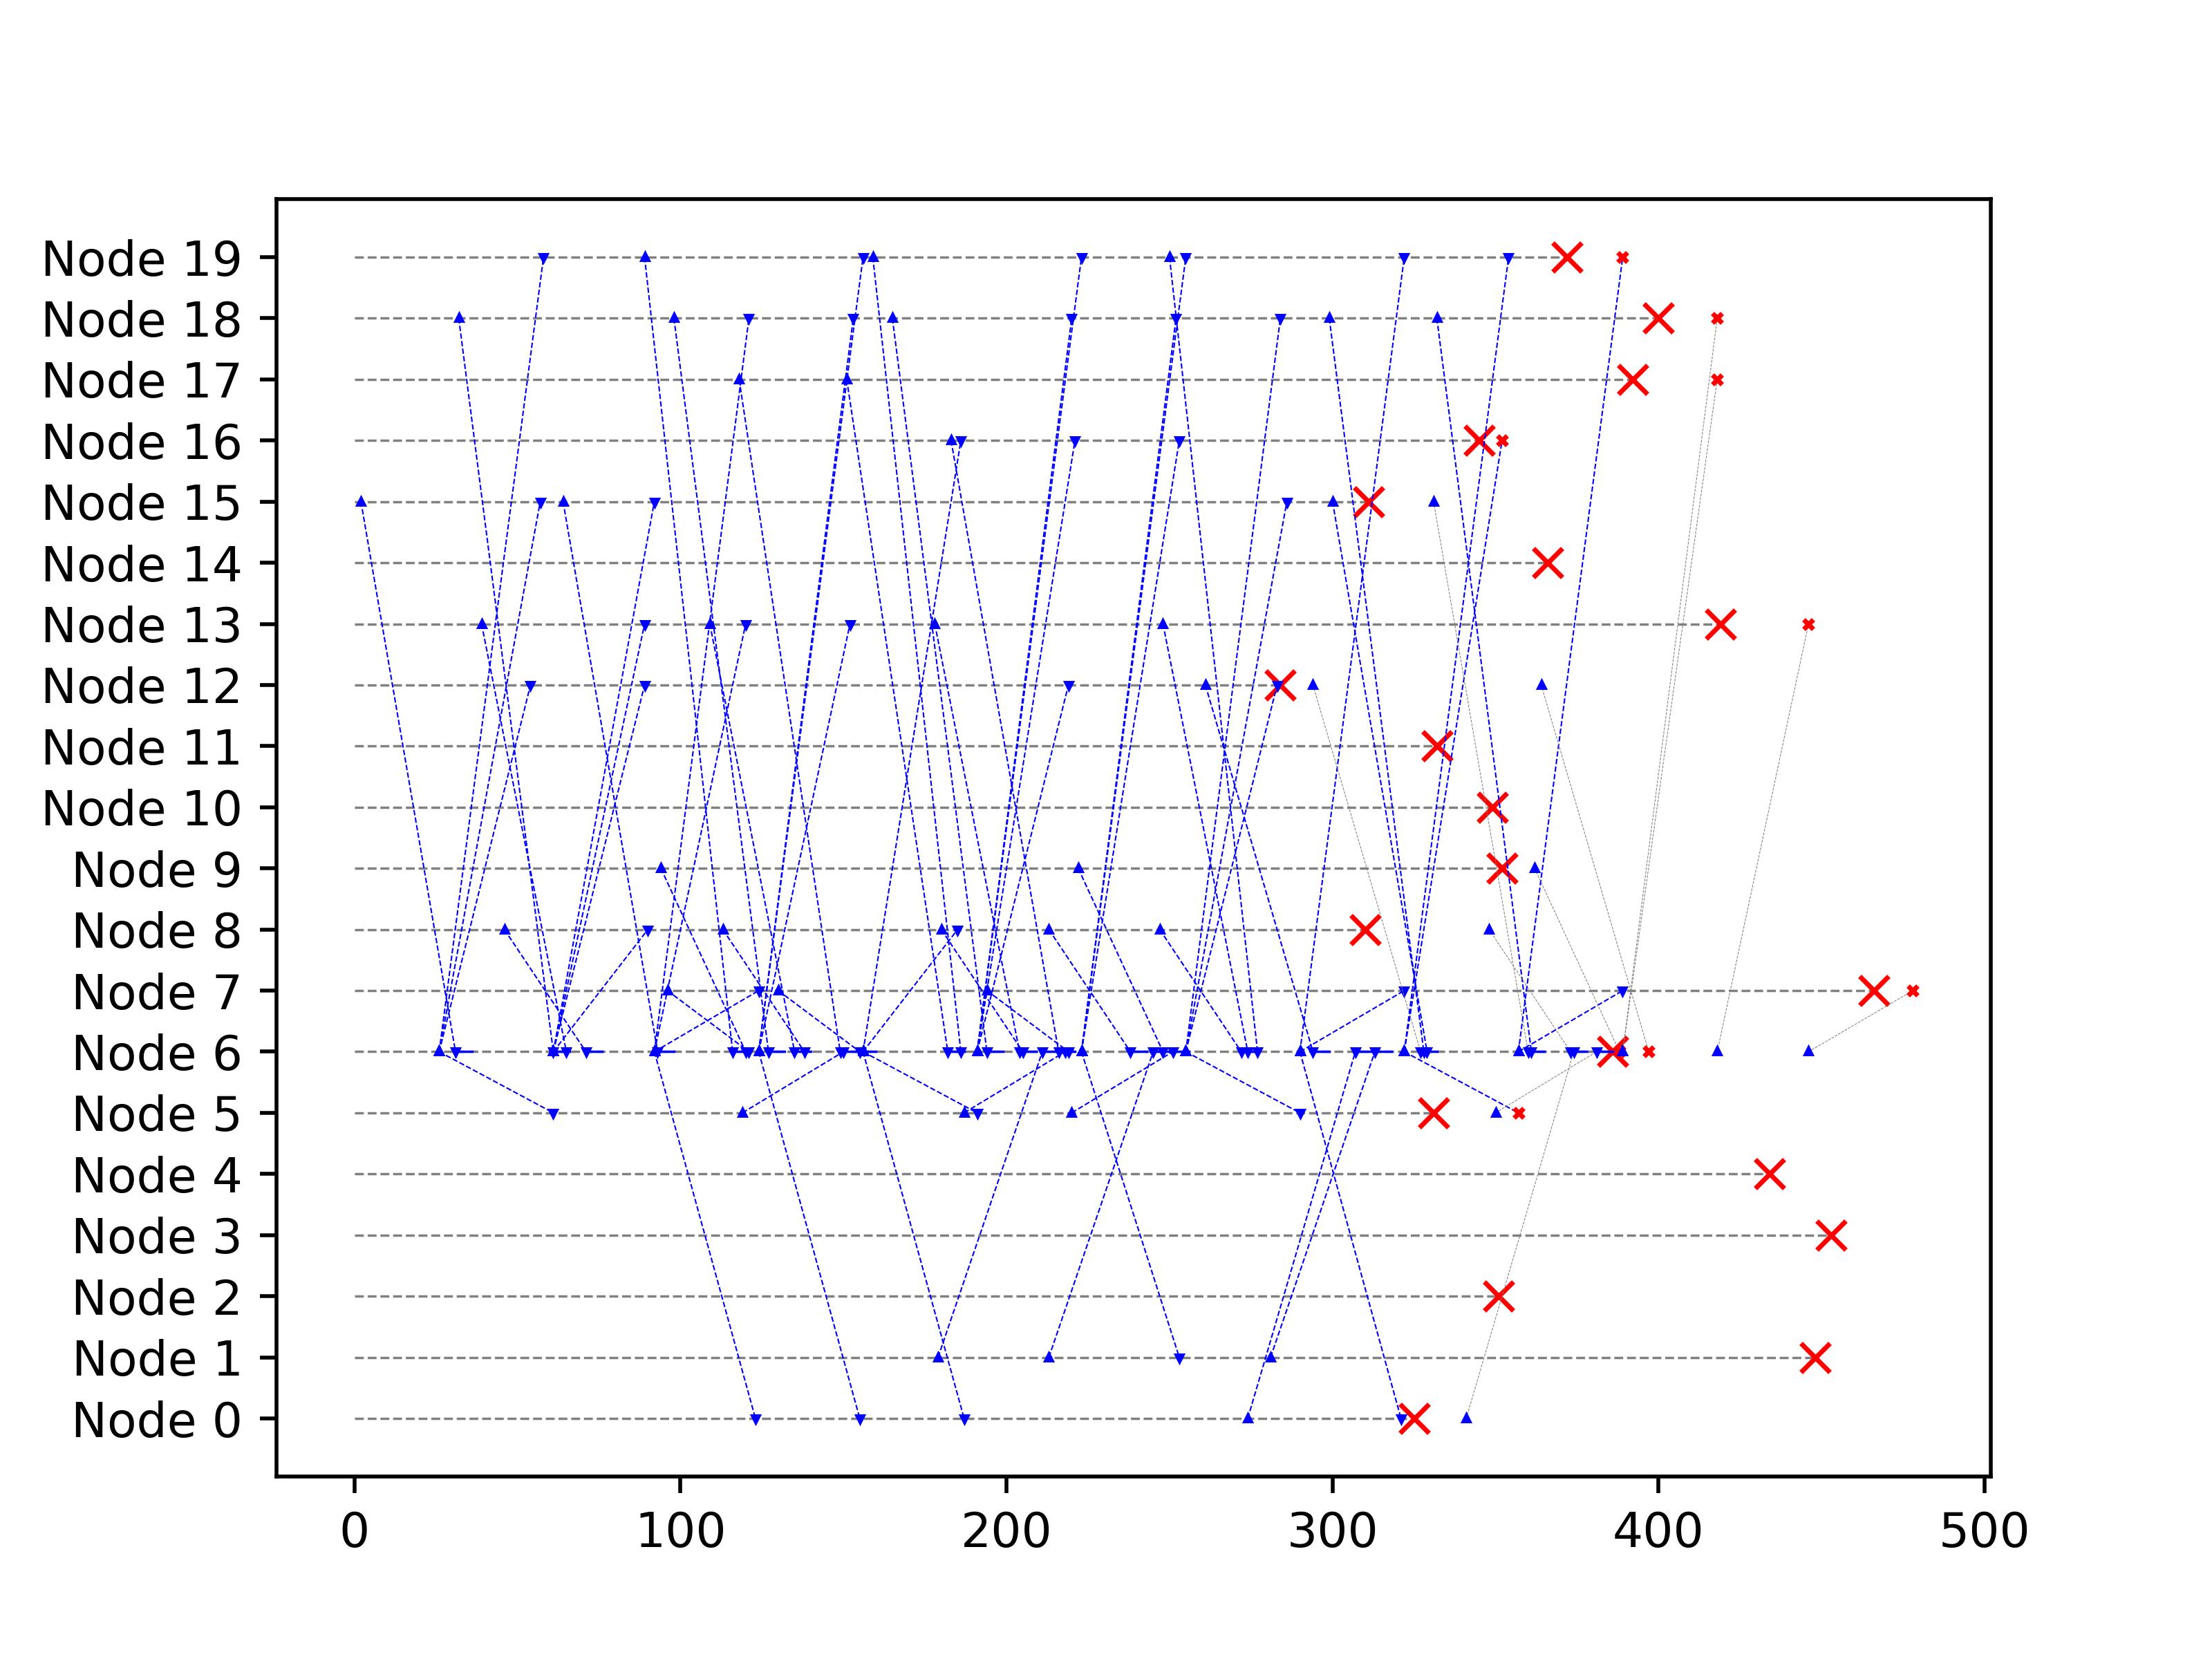 Node 19
Node 18
Node 17
Node 16
Node 15
Node 14
Node 13
Node 12
Node 11
Node 10
Node 9
Node 8
Node 7
Node 6
Node 5
Node 4
Node 3
Node 2
Node 1
Node 0
0 100 200 300 400 500